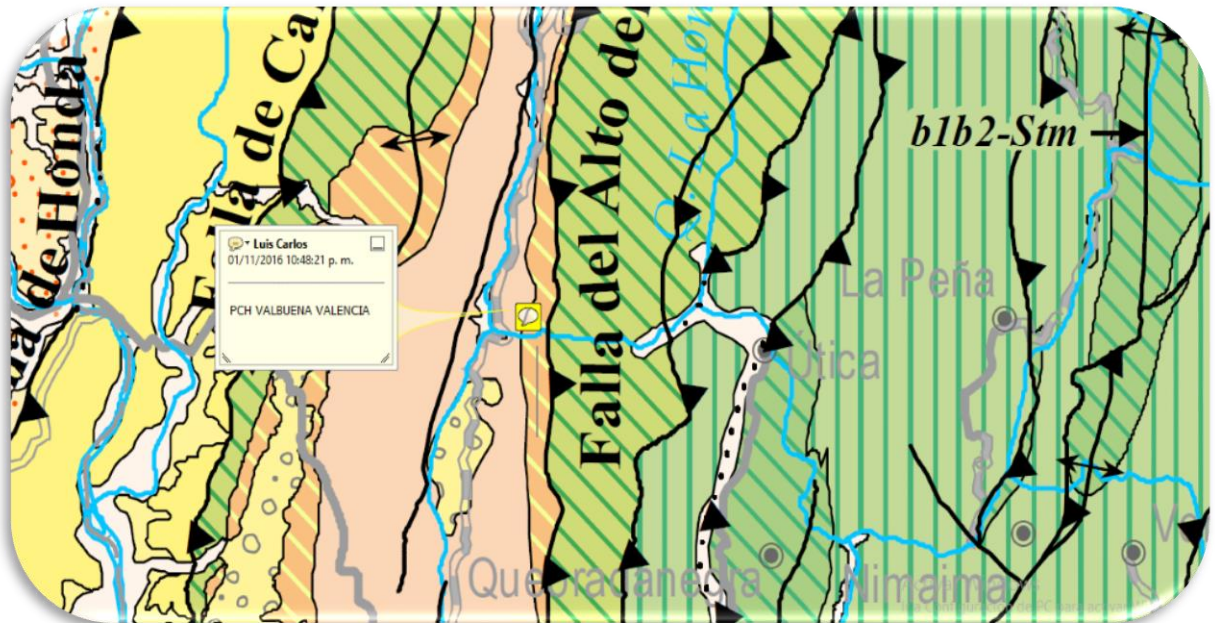 Falla de Ca
de Honda
Falla del Alto de
Q. La Hon
b1b2-Stm
Luis Carlos
01/11/2016 10:48:21 p. m.
PCH VALBUENA VALENCIA
La Peña
Útica
Quebradanegra
Nimaima
Ve